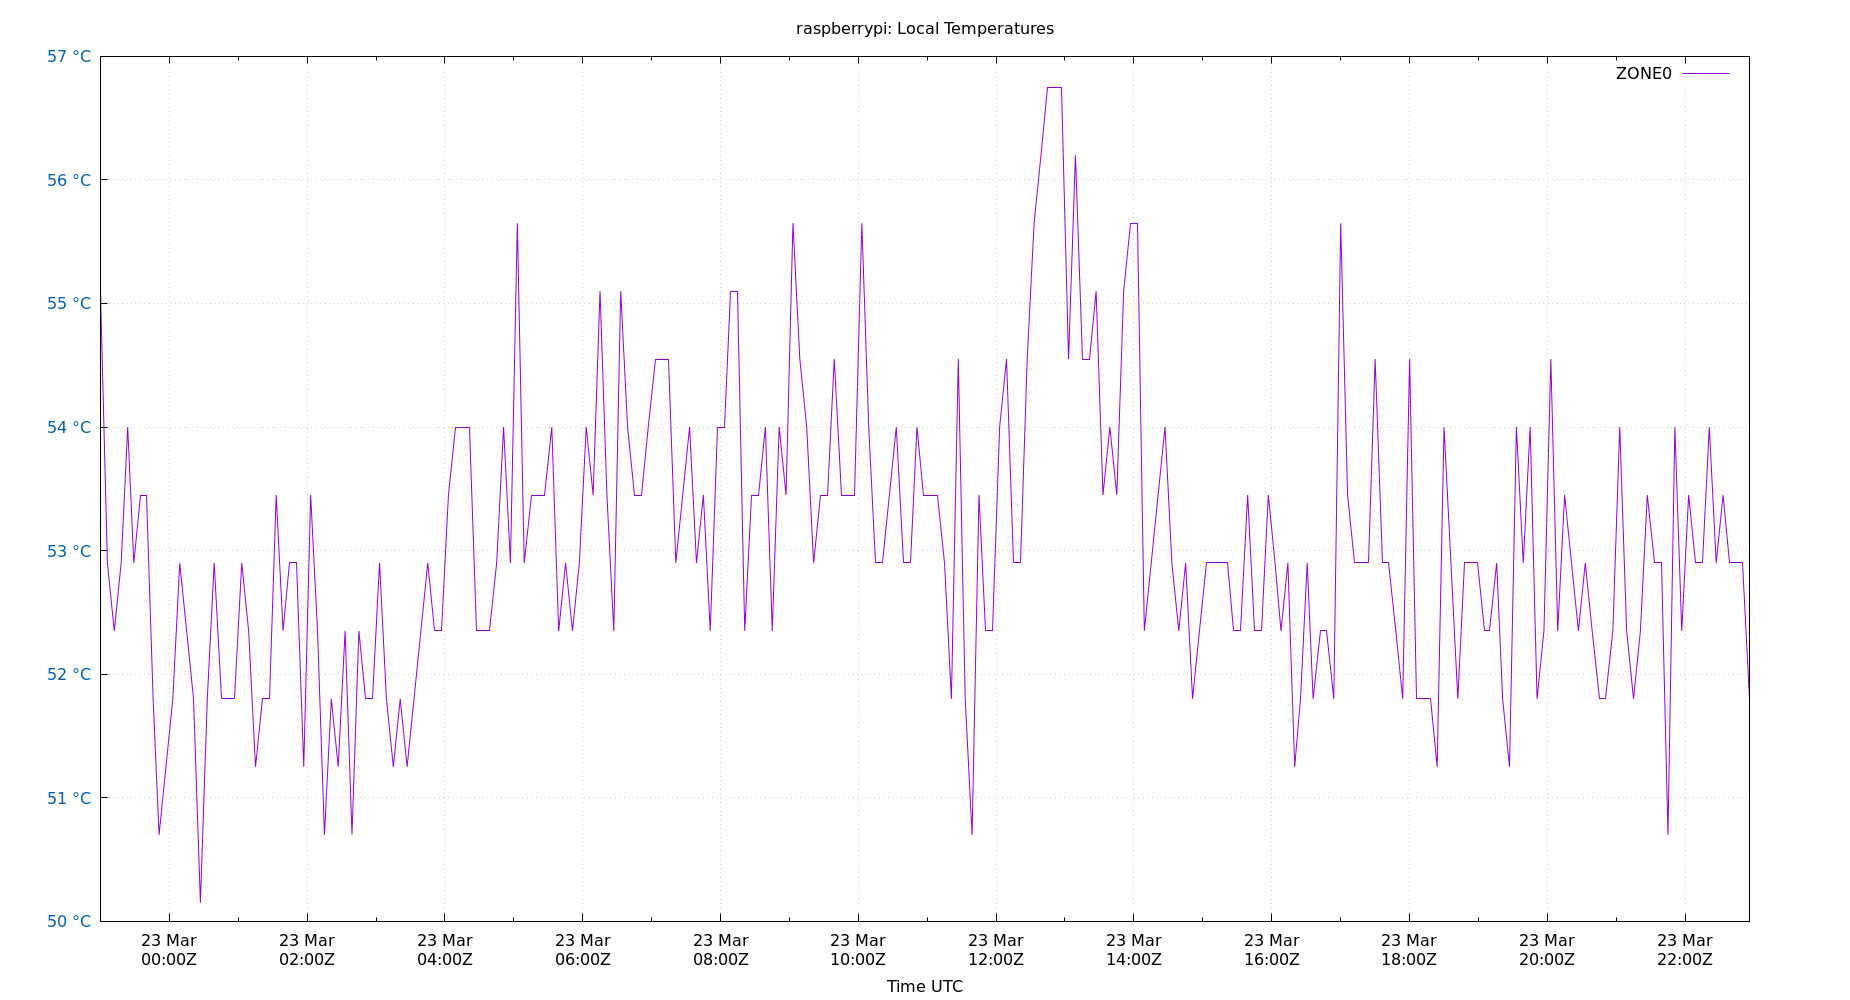 raspberrypi: Local Temperatures
57 °C
56 °C
55 °C
54 °C
53 °C
52 °C
51 °C
50 °C
ZONE0
23 Mar 23 Mar 23 Mar 23 Mar 23 Mar 23 Mar 23 Mar 23 Mar 23 Mar 23 Mar 23 Mar 23 Mar
00:00Z 02:00Z 04:00Z 06:00Z 08:00Z 10:00Z 12:00Z 14:00Z 16:00Z 18:00Z 20:00Z 22:00Z
Time UTC